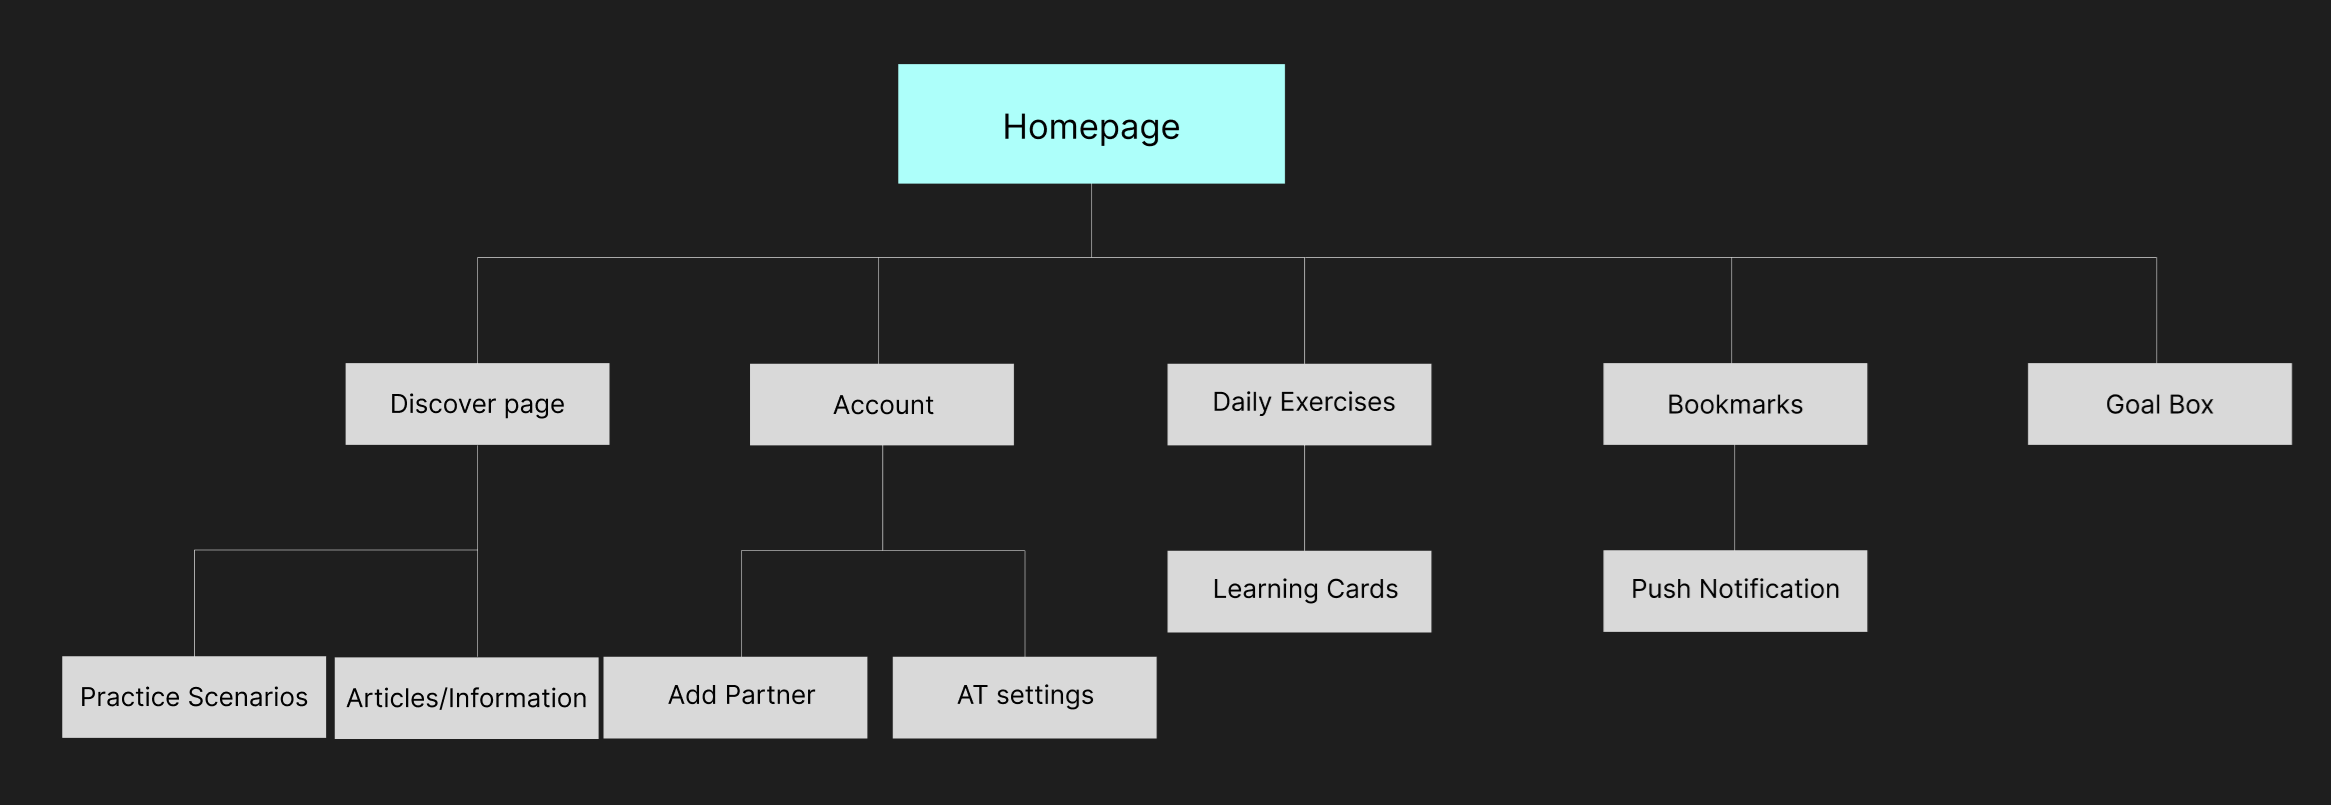 Homepage
Discover page
Account
Daily Exercises
Bookmarks
Goal Box
Learning Cards
Push Notification
Practice Scenarios
Articles/Information
Add Partner
AT settings